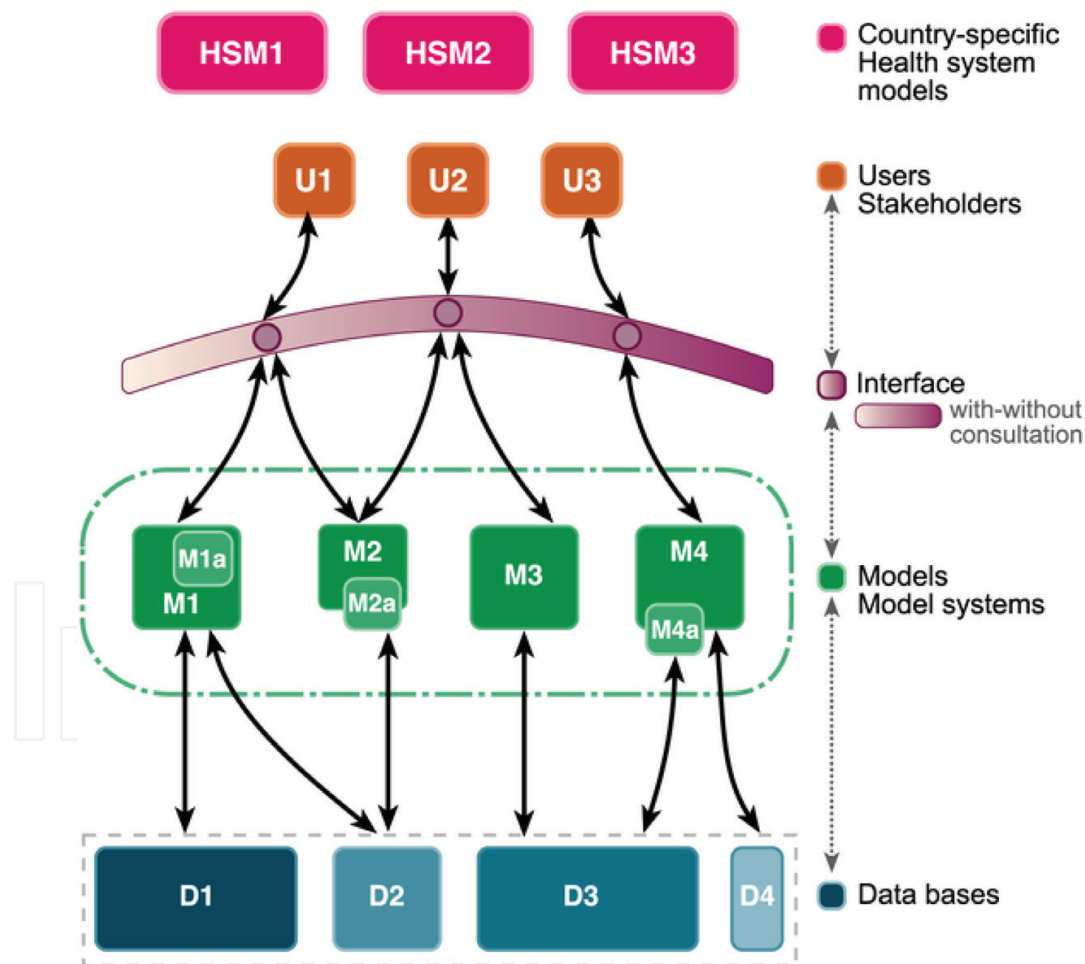 HSM1 HSM2 HSM3
Country-specific
Health system
models
U1 U2 U3
Users
Stakeholders
Interface
with-without
consultation
M1a
M1
M2
M2a
M3
M4
M4a
Models
Model systems
D1 D2 D3 D4
Data bases